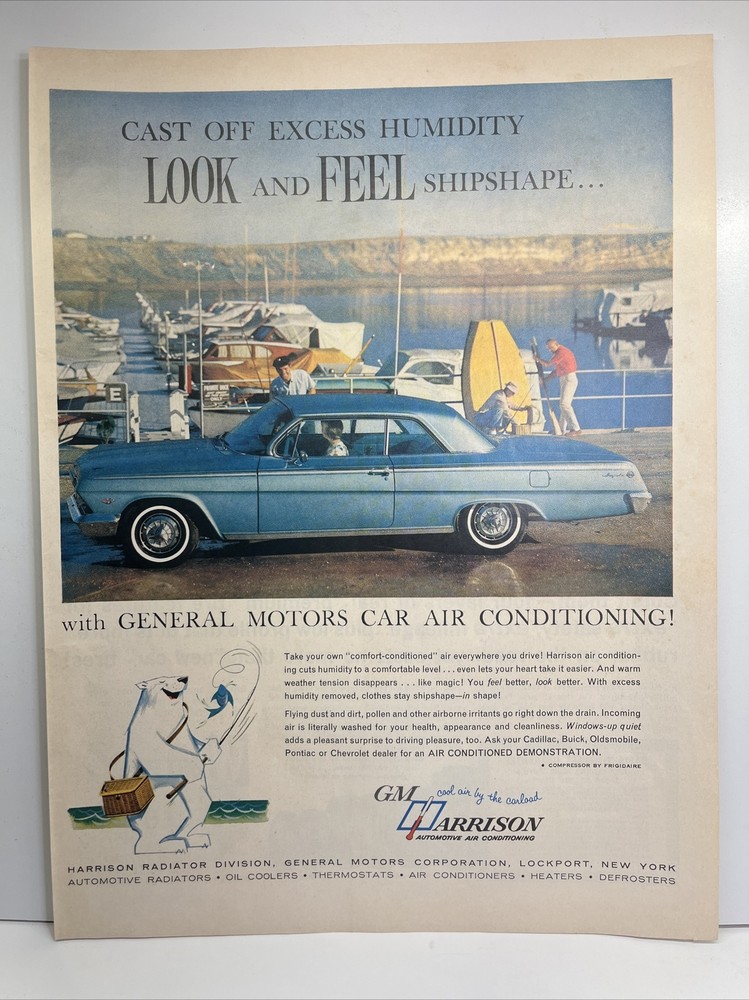 CAST OFF EXCESS HUMIDITY
LOOK AND FEEL SHIPSHAPE...
E
with GENERAL MOTORS CAR AIR CONDITIONING!
Take your own "comfort-conditioned" air everywhere you drive! Harrison air condition-
ing cuts humidity to a comfortable level . . . even lets your heart take it easier. And warm
weather tension disappears . . . like magic! You feel better, look better. With excess
humidity removed, clothes stay shipshape—in shape!
Flying dust and dirt, pollen and other airborne irritants go right down the drain. Incoming
air is literally washed for your health, appearance and cleanliness. Windows-up quiet
adds a pleasant surprise to driving pleasure, too. Ask your Cadillac, Buick, Oldsmobile,
Pontiac or Chevrolet dealer for an AIR CONDITIONED DEMONSTRATION.
• COMPRESSOR BY FRIGIDAIRE
GM cool air by the carload
HARRISON
AUTOMOTIVE AIR CONDITIONING
HARRISON RADIATOR DIVISION, GENERAL MOTORS CORPORATION, LOCKPORT, NEW YORK
AUTOMOTIVE RADIATORS • OIL COOLERS • THERMOSTATS • AIR CONDITIONERS • HEATERS • DEFROSTERS